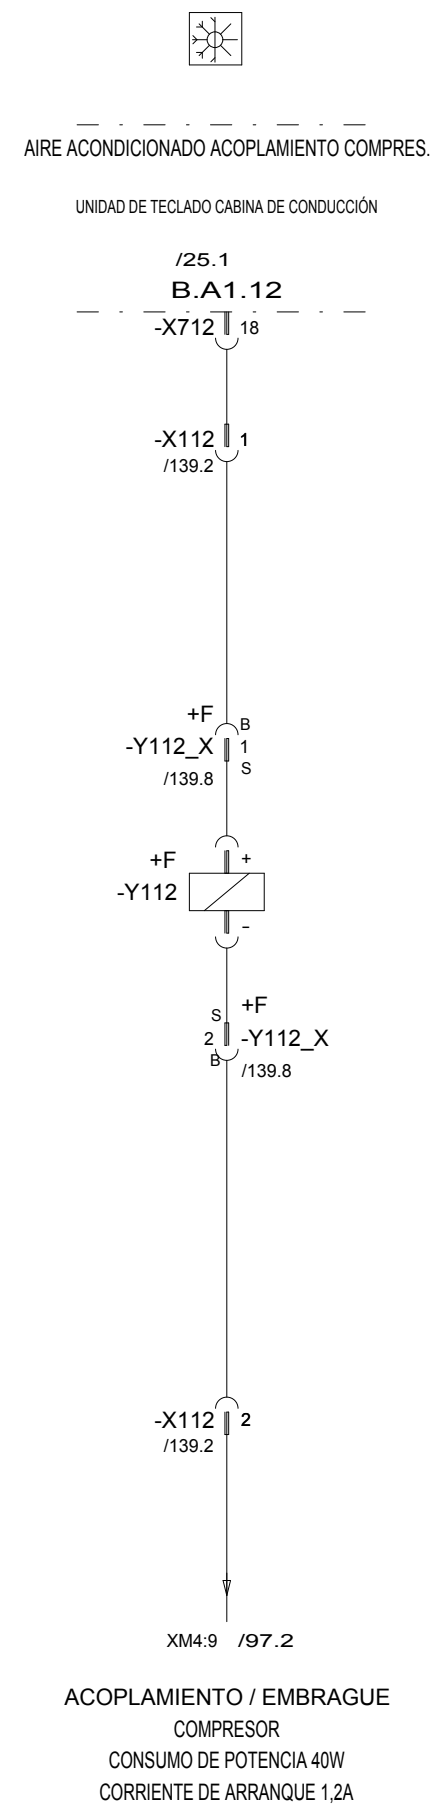 AIRE ACONDICIONADO ACOPLAMIENTO COMPRES.
UNIDAD DE TECLADO CABINA DE CONDUCCIÓN
/25.1
B.A1.12
-X712 18
-X112 1
/139.2
+F B
-Y112_X 1
/139.8 S
+F +
-Y112
-
S +F
2 -Y112_X
B /139.8
-X112 2
/139.2
XM4:9 /97.2
ACOPLAMIENTO / EMBRAGUE
COMPRESOR
CONSUMO DE POTENCIA 40W
CORRIENTE DE ARRANQUE 1,2A